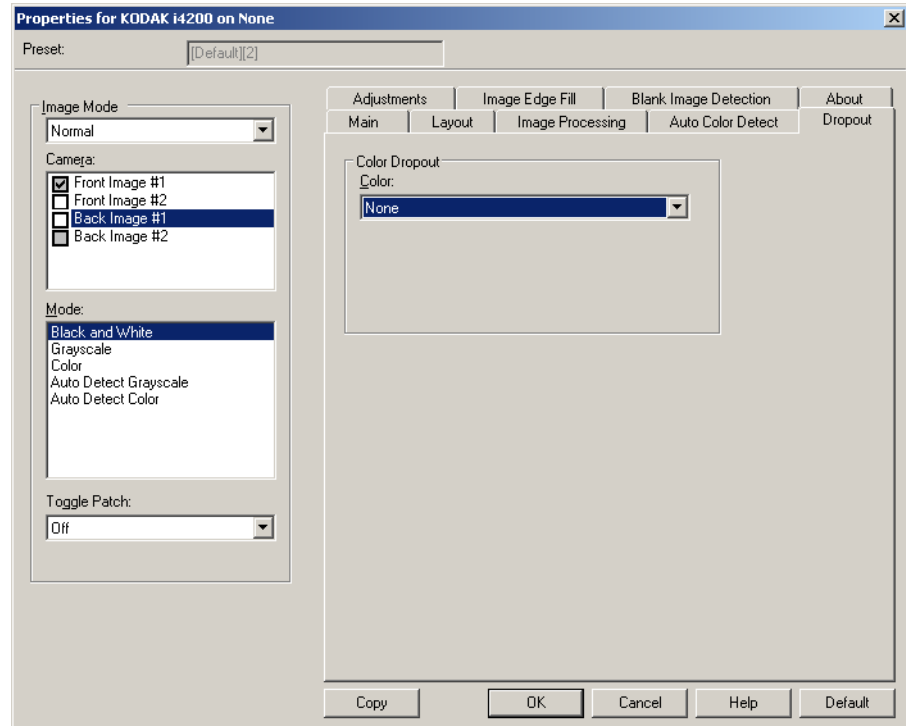 Properties for KODAK i4200 on None
Preset:
[Default][2]
Image Mode
Normal
Camera:
Front Image #1
Front Image #2
Back Image #1
Back Image #2
Mode:
Black and White
Grayscale
Color
Auto Detect Grayscale
Auto Detect Color
Toggle Patch:
Off
Adjustments Image Edge Fill Blank Image Detection About
Main Layout Image Processing Auto Color Detect Dropout
Color Dropout
Color:
None
Copy OK Cancel Help Default